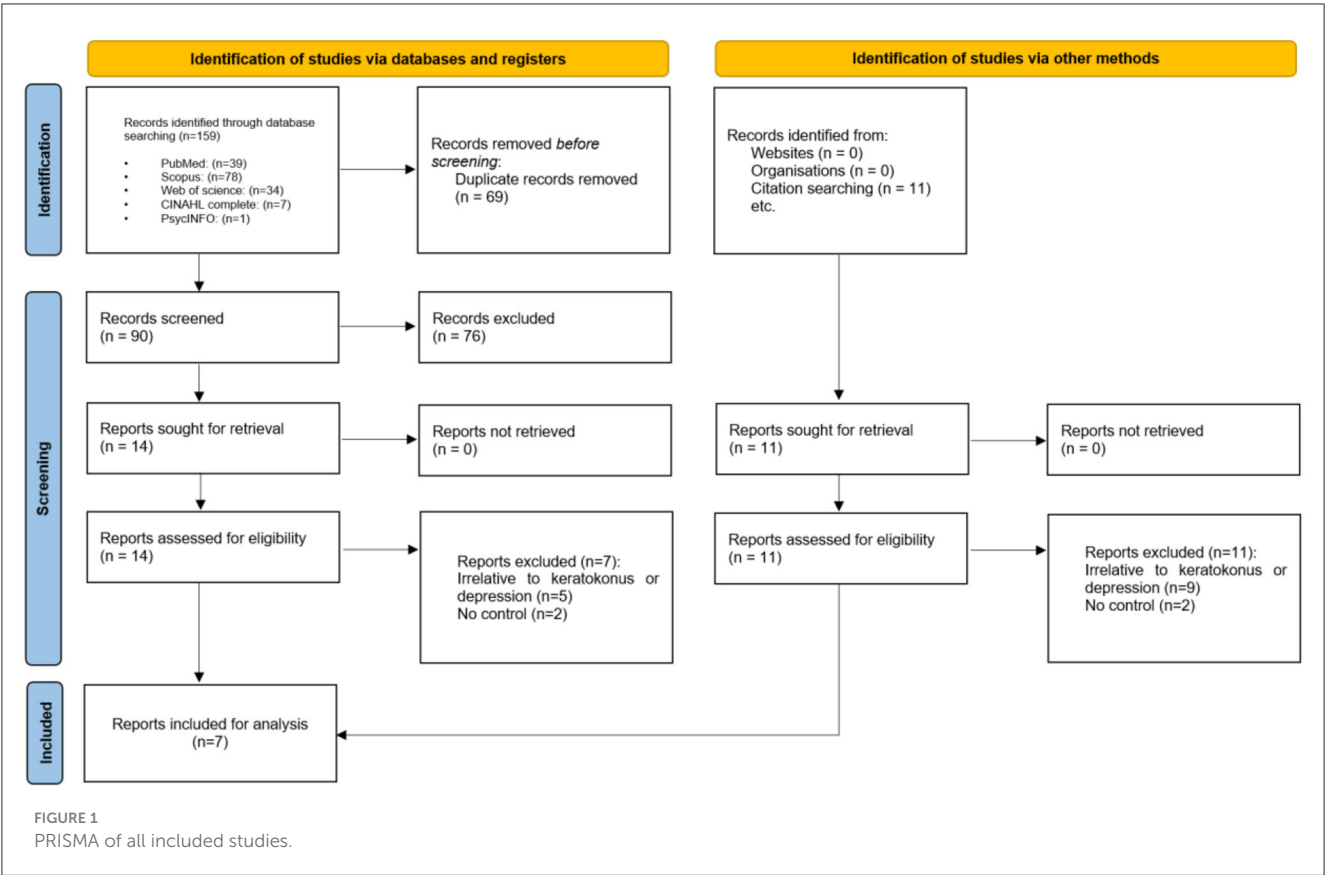 Identification of studies via databases and registers
Identification of studies via other methods
Identification
Records identified through database
searching (n=159)
• PubMed: (n=39)
• Scopus: (n=78)
• Web of science: (n=34)
• CINAHL complete: (n=7)
• PsycINFO: (n=1)
Records removed before
screening:
Duplicate records removed
(n = 69)
Records identified from:
Websites (n = 0)
Organisations (n = 0)
Citation searching (n = 11)
etc.
Screening
Records screened
(n = 90)
Records excluded
(n = 76)
Reports sought for retrieval
(n = 14)
Reports not retrieved
(n = 0)
Reports sought for retrieval
(n = 11)
Reports not retrieved
(n = 0)
Reports assessed for eligibility
(n = 14)
Reports excluded (n=7):
Irrelative to keratokonus or
depression (n=5)
No control (n=2)
Reports assessed for eligibility
(n = 11)
Reports excluded (n=11):
Irrelative to keratokonus or
depression (n=9)
No control (n=2)
Included
Reports included for analysis
(n=7)
FIGURE 1
PRISMA of all included studies.